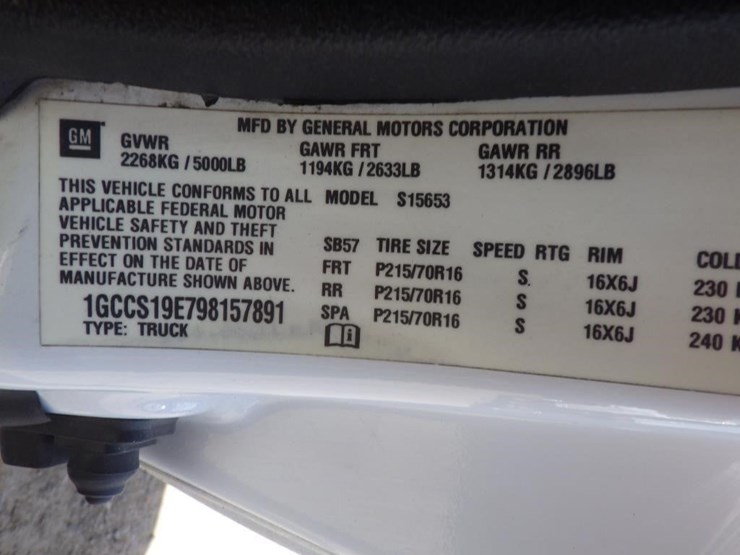 GM
MFD BY GENERAL MOTORS CORPORATION
GVWR GAWR FRT GAWR RR
2268KG / 5000LB 1194KG / 2633LB 1314KG / 2896LB
THIS VEHICLE CONFORMS TO ALL
APPLICABLE FEDERAL MOTOR
VEHICLE SAFETY AND THEFT
PREVENTION STANDARDS IN
EFFECT ON THE DATE OF
MANUFACTURE SHOWN ABOVE.
1GCCS19E798157891
TYPE: TRUCK
MODEL S15653
SB57 TIRE SIZE SPEED RTG RIM COLD
FRT P215/70R16 S. 16X6J 230
RR P215/70R16 S 16X6J 230
SPA P215/70R16 S 16X6J 240